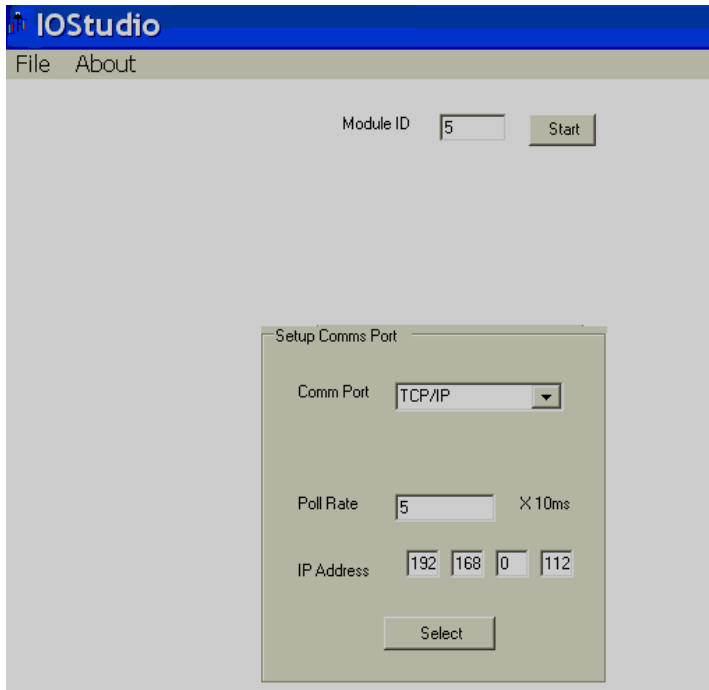 IOStudio
File About
Module ID 5 Start
Setup Comms Port
Comm Port TCP/IP
Poll Rate 5 X 10ms
IP Address 192 168 0 112
Select